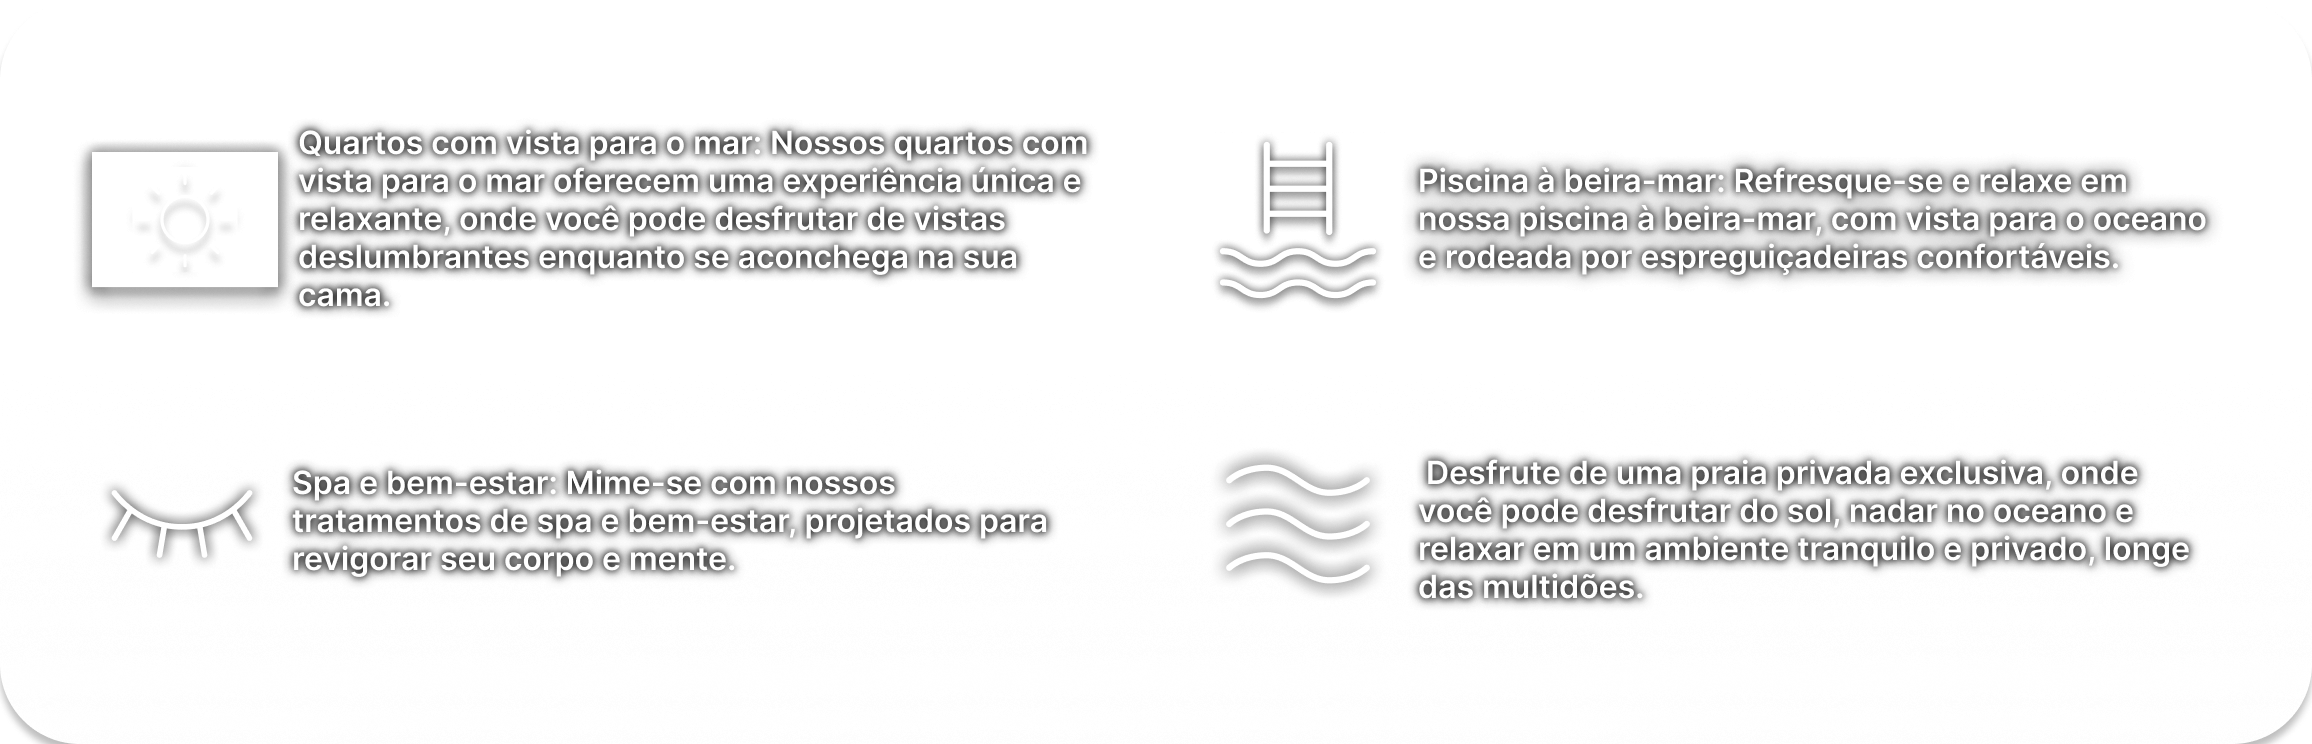 Quartos com vista para o mar: Nossos quartos com
vista para o mar oferecem uma experiência única e
relaxante, onde você pode desfrutar de vistas
deslumbrantes enquanto se aconchega na sua
cama.
Piscina à beira-mar: Refresque-se e relaxe em
nossa piscina à beira-mar, com vista para o oceano
e rodeada por espreguiçadeiras confortáveis.
Spa e bem-estar: Mime-se com nossos
tratamentos de spa e bem-estar, projetados para
revigorar seu corpo e mente.
Desfrute de uma praia privada exclusiva, onde
você pode desfrutar do sol, nadar no oceano e
relaxar em um ambiente tranquilo e privado, longe
das multidões.